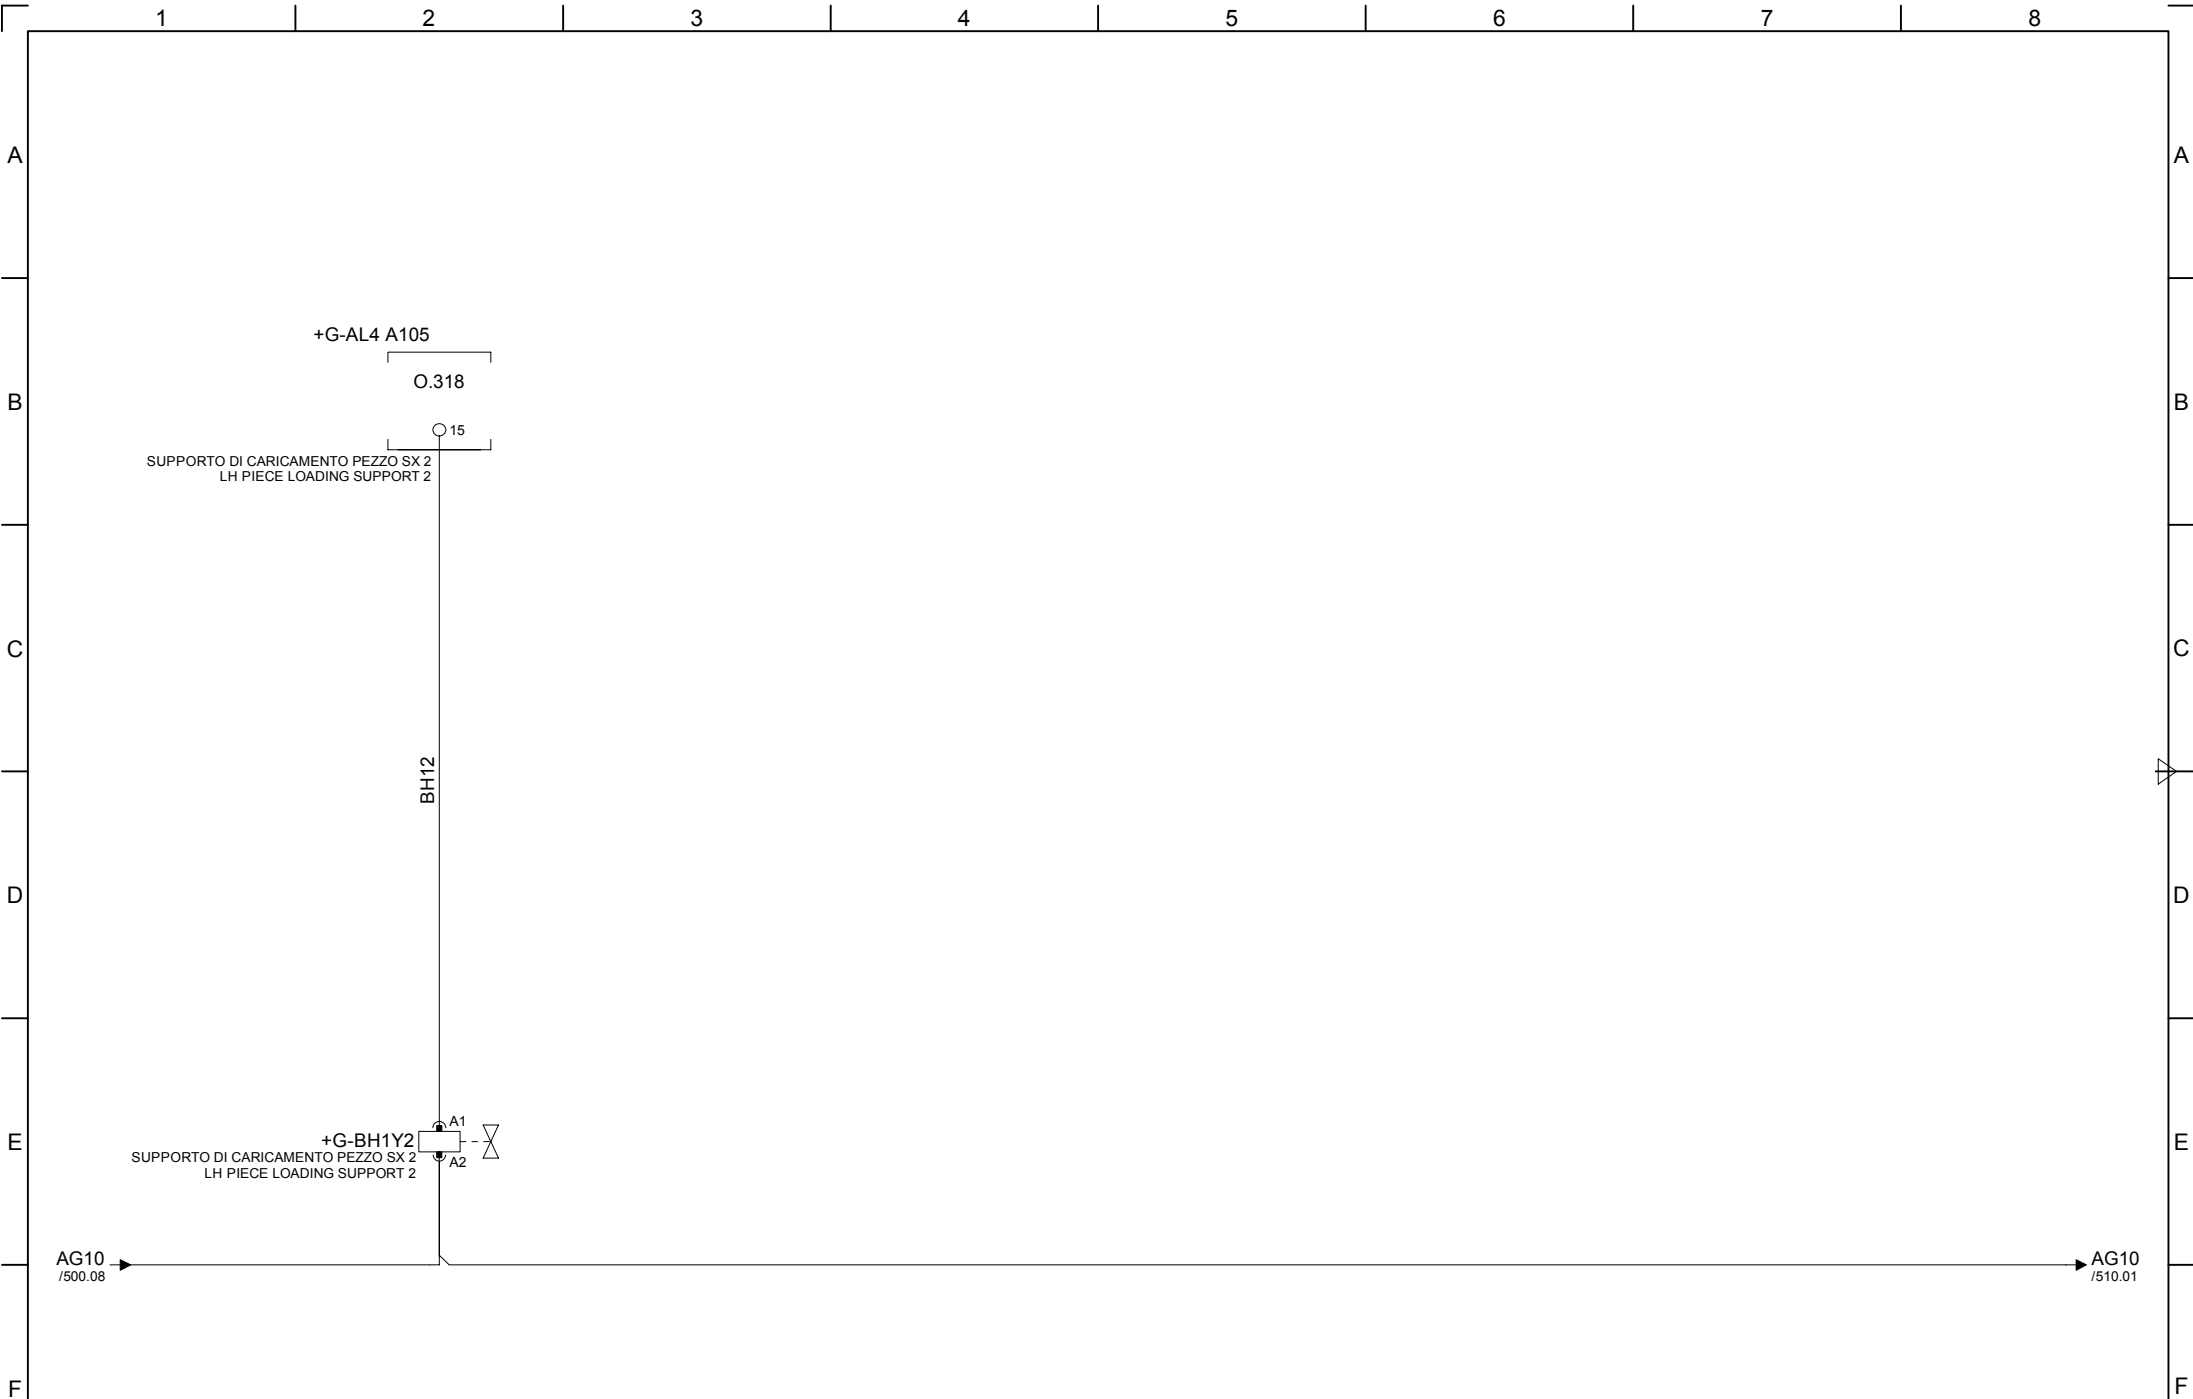 1 2 3 4 5 6 7 8
A A
+G-AL4 A105
O.318
B B
15
SUPPORTO DI CARICAMENTO PEZZO SX 2
LH PIECE LOADING SUPPORT 2
C C
BH12
D D
A1
+G-BH1Y2
E E
SUPPORTO DI CARICAMENTO PEZZO SX 2
A2
LH PIECE LOADING SUPPORT 2
AG10 AG10
/500.08 /510.01
F F